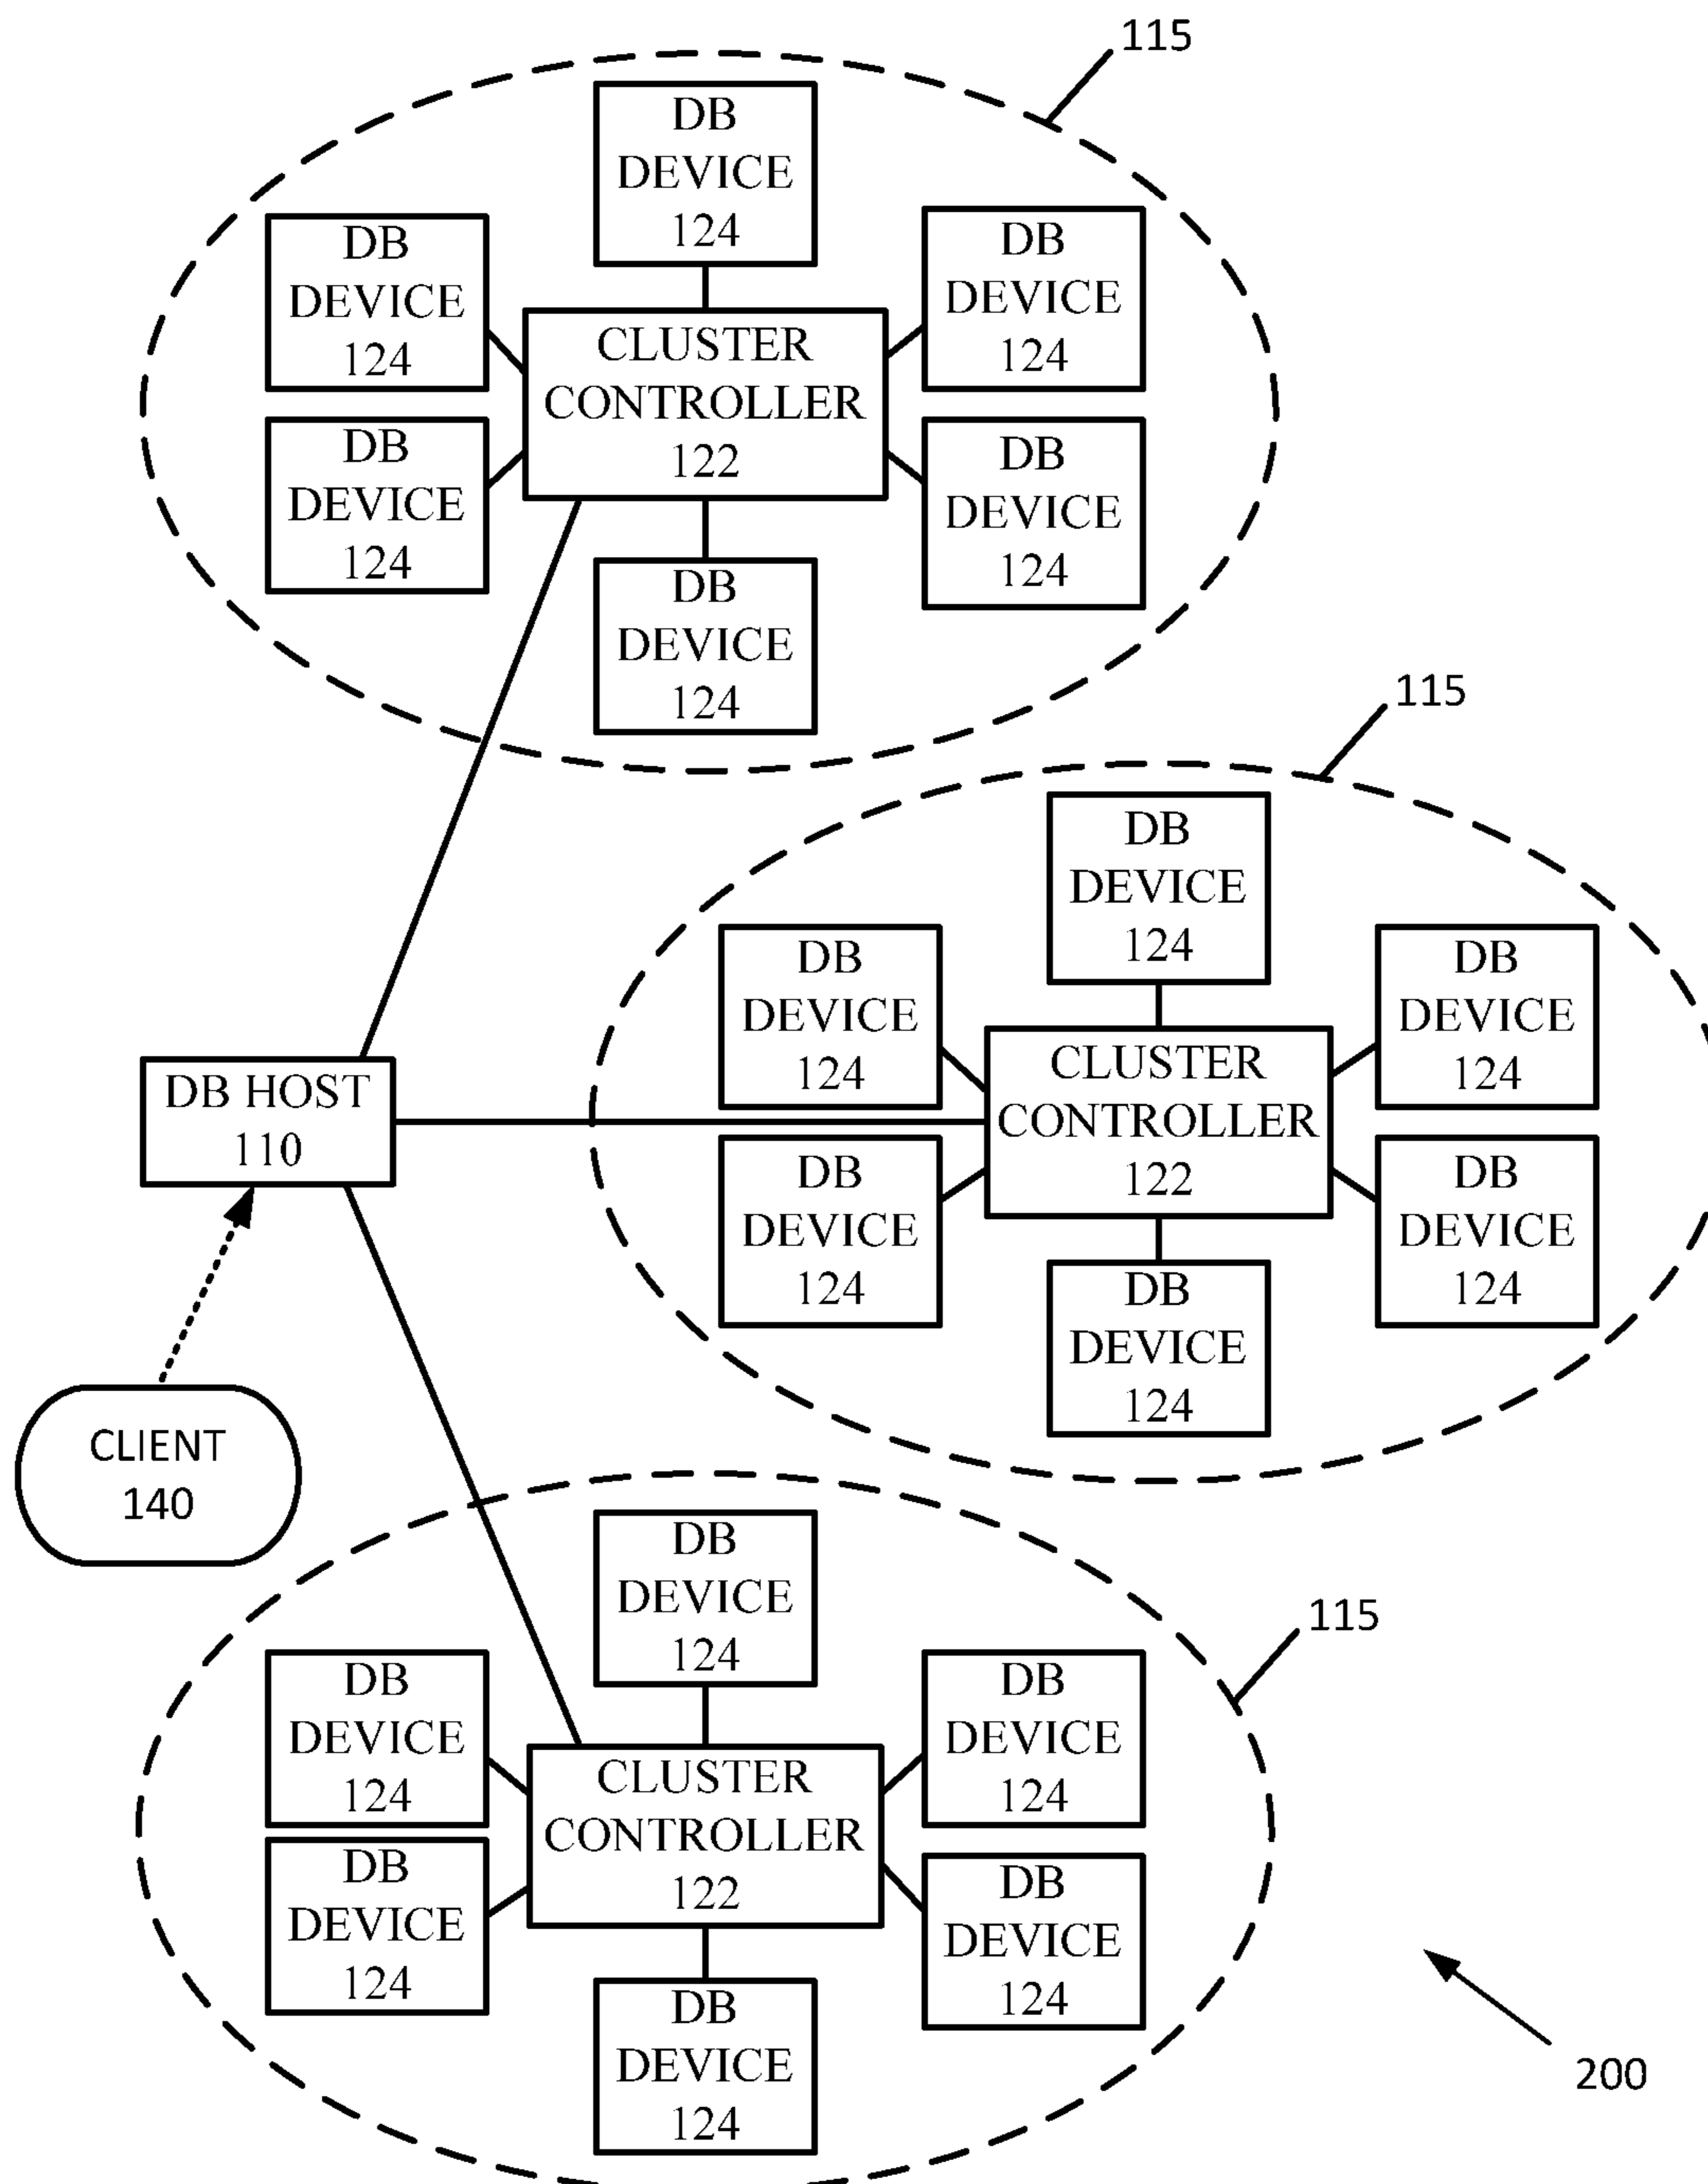 115
DB
DEVICE
124
DB
DEVICE
124
DB
DEVICE
124
CLUSTER
CONTROLLER
122
DB
DEVICE
124
DB
DEVICE
124
DB
DEVICE
124
115
DB
DEVICE
124
DB
DEVICE
124
DB
DEVICE
124
CLUSTER
CONTROLLER
122
DB HOST
110
DB
DEVICE
124
DB
DEVICE
124
DB
DEVICE
124
CLIENT
140
DB
DEVICE
124
115
DB
DEVICE
124
DB
DEVICE
124
CLUSTER
CONTROLLER
122
DB
DEVICE
124
DB
DEVICE
124
DB
DEVICE
124
200